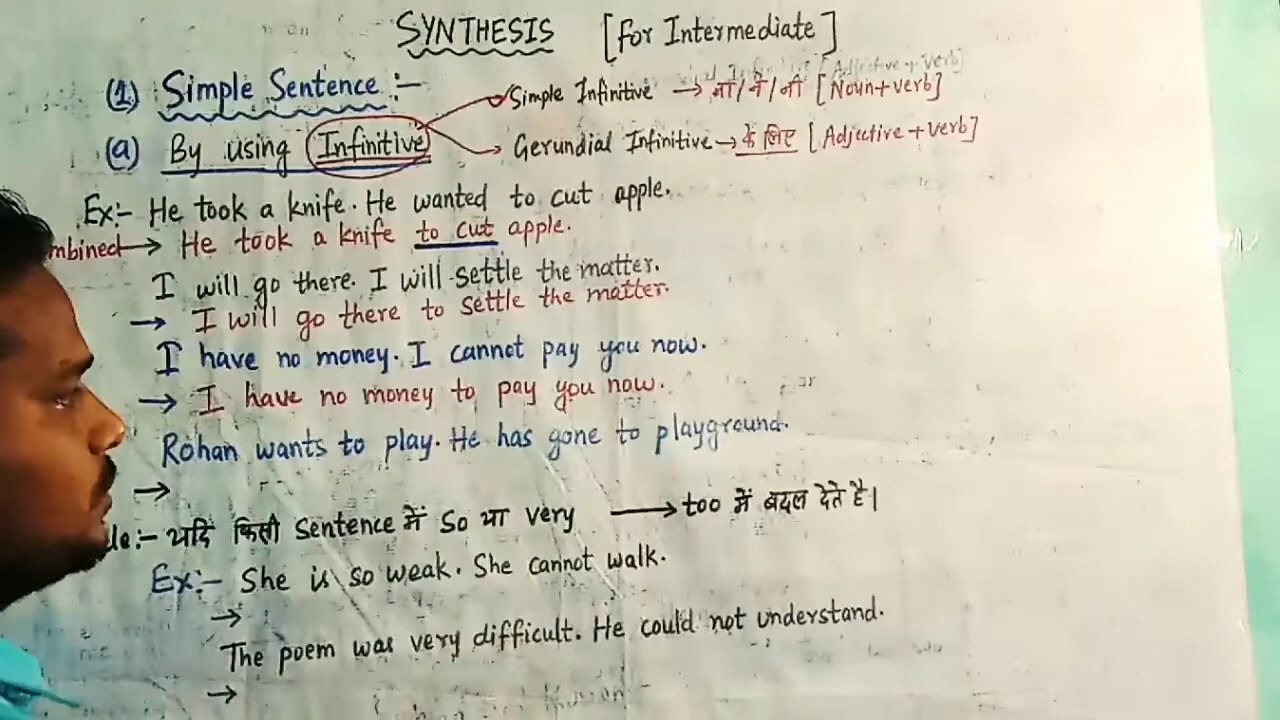 SYNTHESIS [for Intermediate]
(1) Simple Sentence :-
Simple Infinitive → ना/ने/नी [Noun+verb]
(a) By using Infinitive
Gerundial Infinitive → के लिए [Adjective+verb]
Ex:- He took a knife. He wanted to cut apple.
mbined → He took a knife to cut apple.
I will go there. I will settle the matter.
→ I will go there to settle the matter.
I have no money. I cannot pay you now.
→ I have no money to pay you now.
Rohan wants to play. He has gone to playground.
→
le:- यदि किसी sentence में so या very → too में बदल देते है।
Ex:- She is so weak. She cannot walk.
→
The poem was very difficult. He could not understand.
→